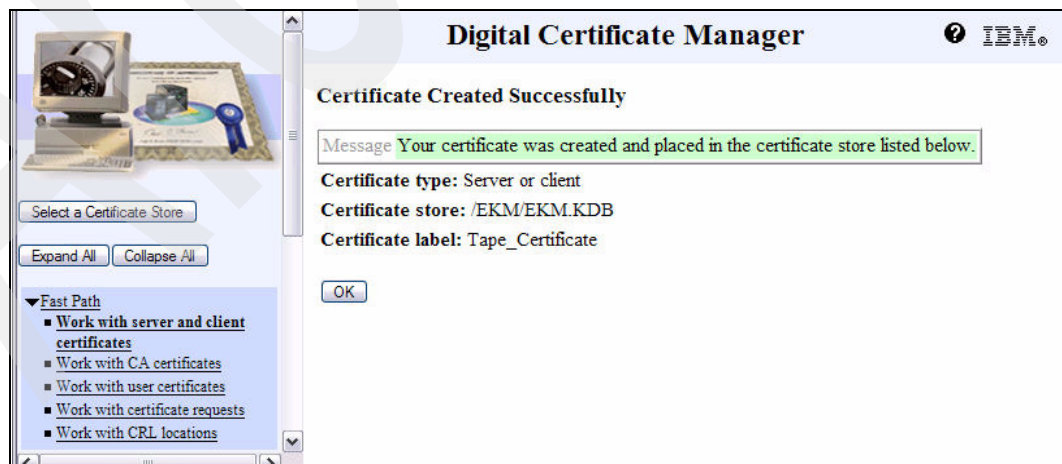 Digital Certificate Manager
IBM®
Select a Certificate Store
Expand All
Collapse All
Fast Path
Work with server and client
certificates
Work with CA certificates
Work with user certificates
Work with certificate requests
Work with CRL locations
Certificate Created Successfully
Message Your certificate was created and placed in the certificate store listed below.
Certificate type: Server or client
Certificate store: /EKM/EKM.KDB
Certificate label: Tape_Certificate
OK